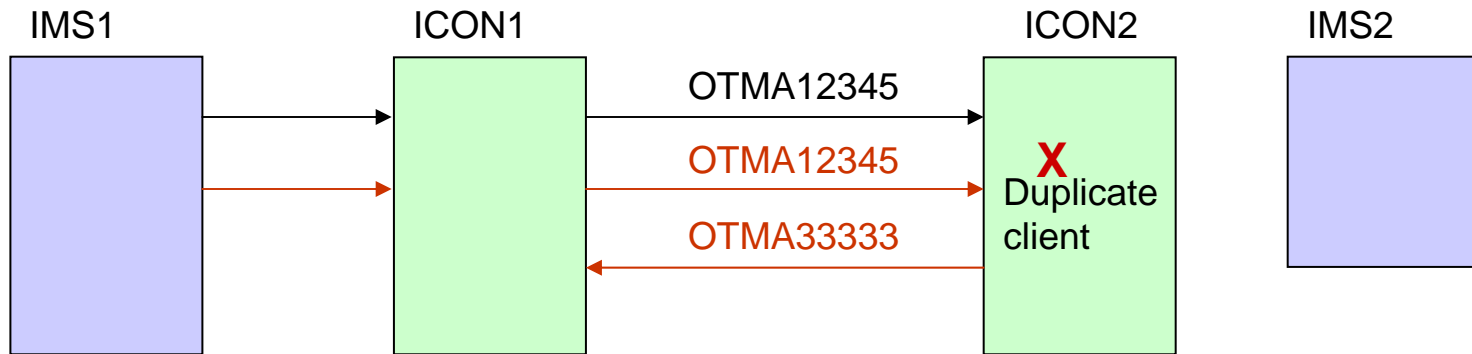 IMS1
ICON1
ICON2
IMS2
OTMA12345
OTMA12345
X
Duplicate
client
OTMA33333